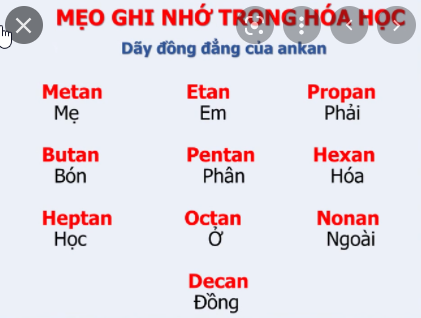 MẸO GHI NHỚ TRONG HÓA HỌC
Dãy đồng đẳng của ankan
Metan Etan Propan
Mẹ Em Phải
Butan Pentan Hexan
Bón Phân Hóa
Heptan Octan Nonan
Học Ở Ngoài
Decan
Đồng